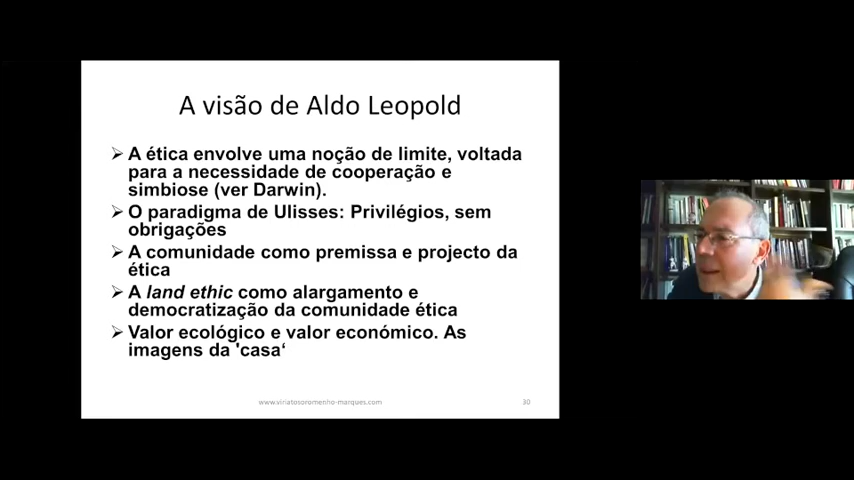 A visão de Aldo Leopold
➢ A ética envolve uma noção de limite, voltada
para a necessidade de cooperação e
simbiose (ver Darwin).
➢ O paradigma de Ulisses: Privilégios, sem
obrigações
➢ A comunidade como premissa e projecto da
ética
➢ A land ethic como alargamento e
democratização da comunidade ética
➢ Valor ecológico e valor económico. As
imagens da 'casa‘
www.viriatosoromenho-marques.com
30